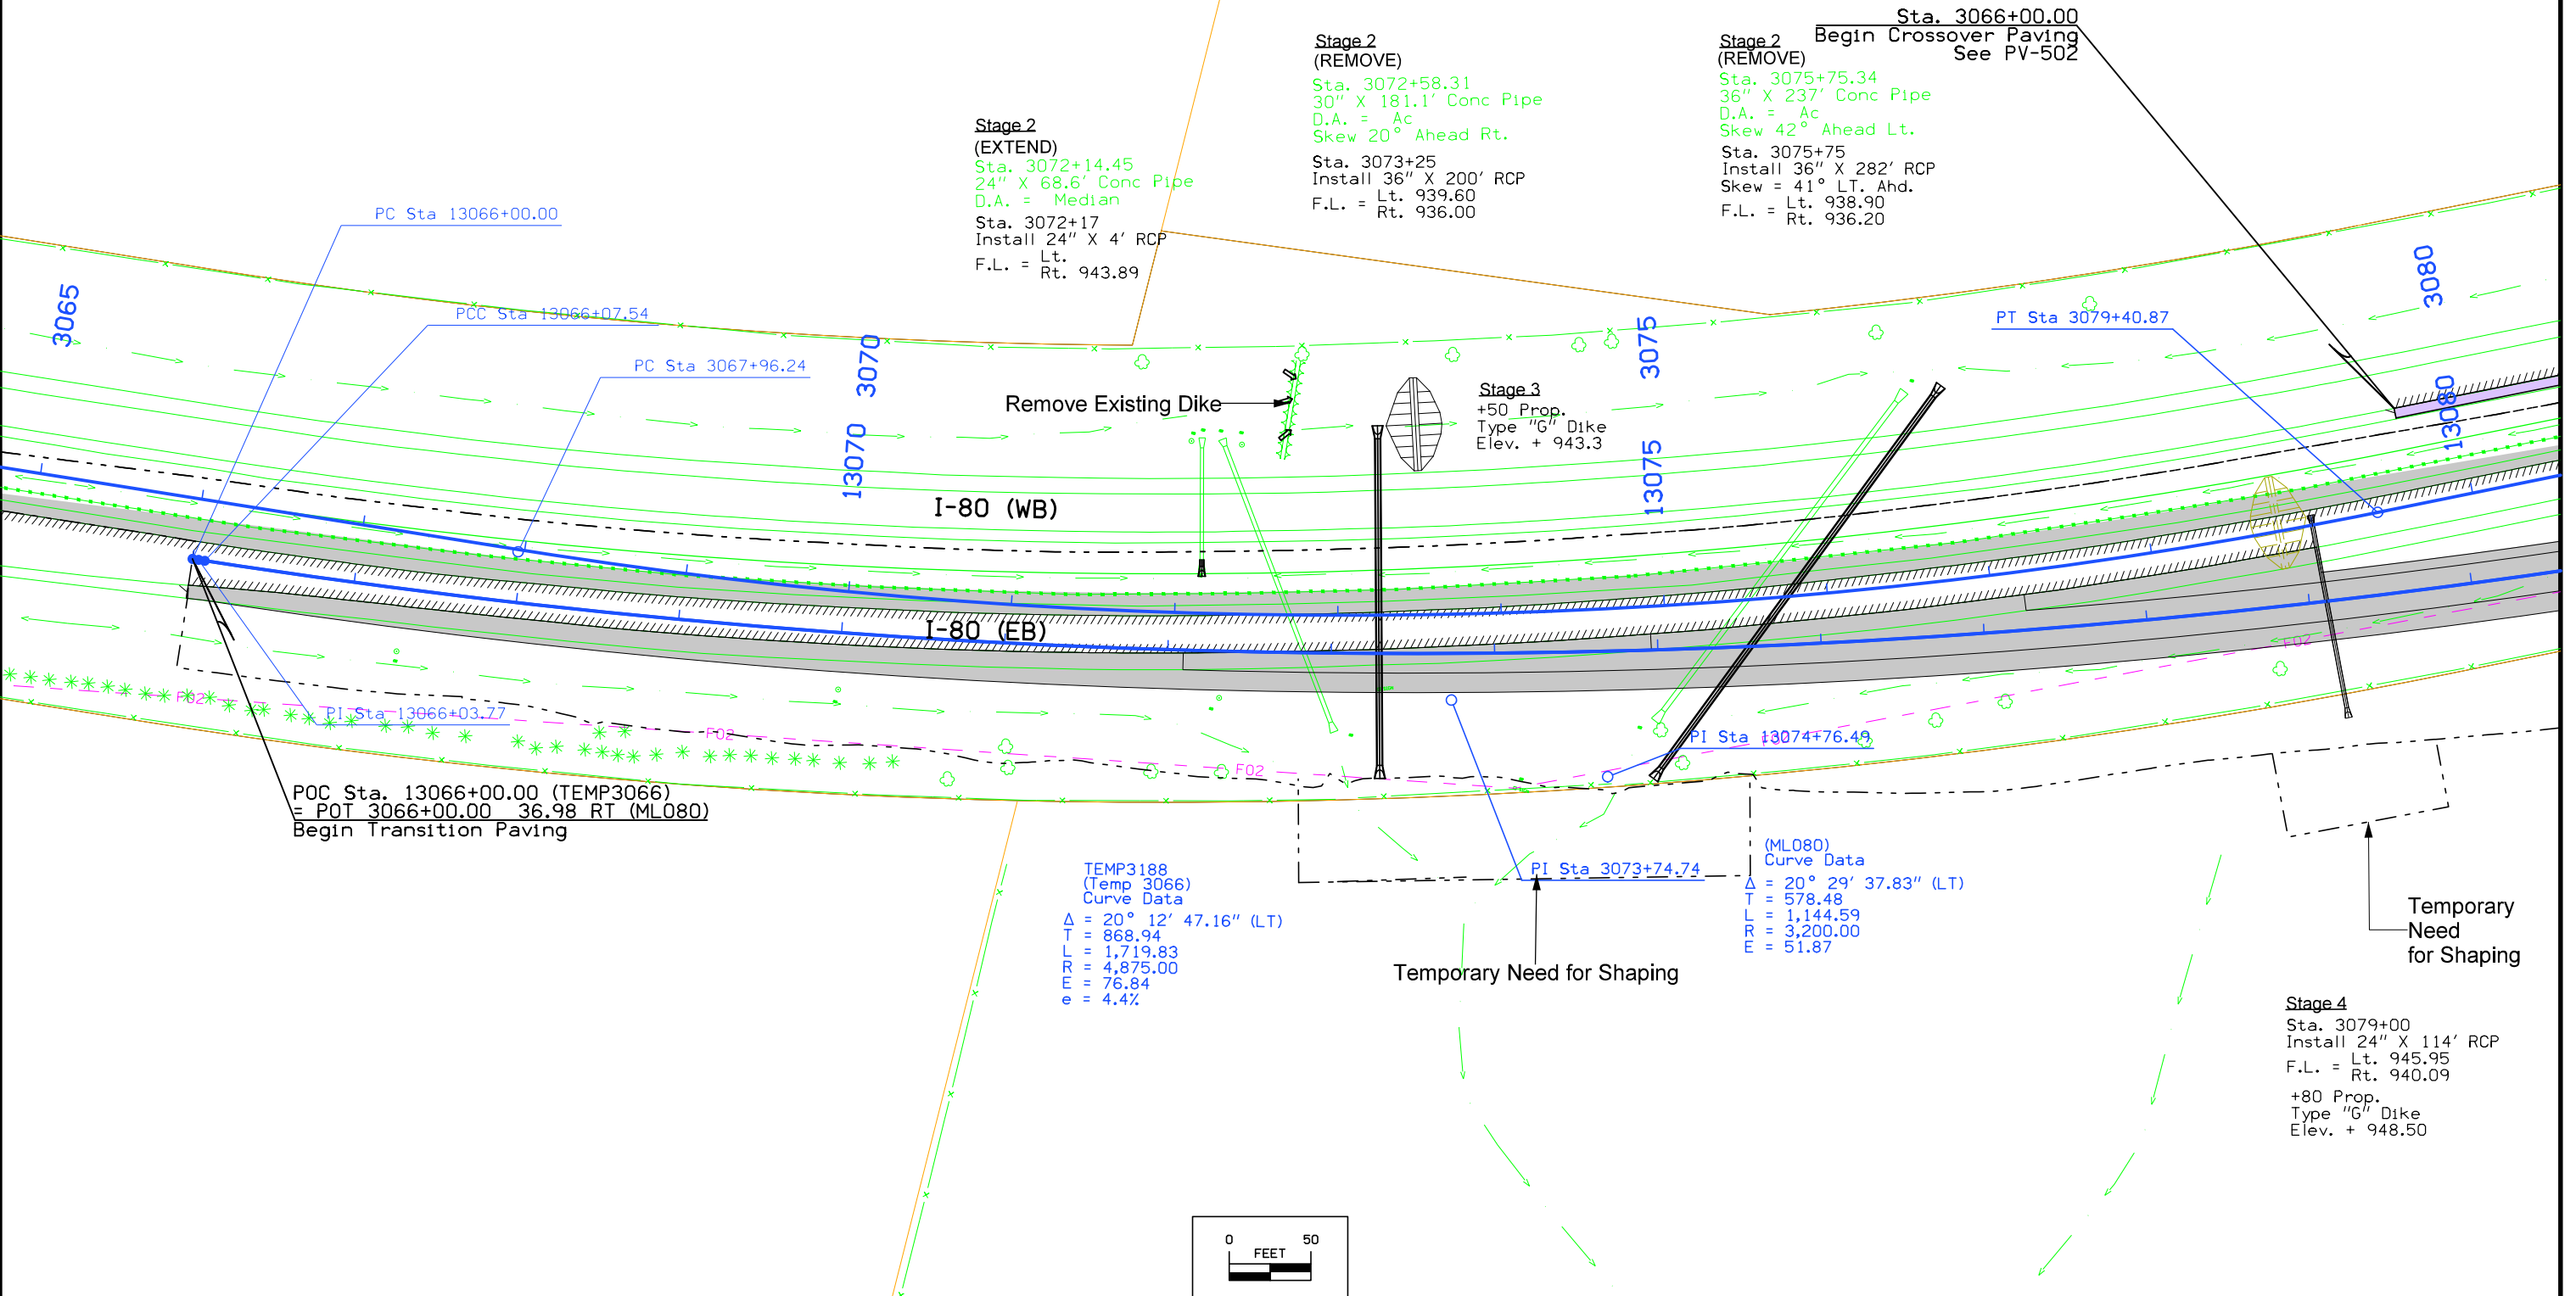 Sta. 3066+00.00
Begin Crossover Paving
See PV-502
Stage 2
(REMOVE)
Sta. 3072+58.31
30" X 181.1' Conc Pipe
D.A. =   Ac
Skew 20° Ahead Rt.
Sta. 3073+25
Install 36" X 200' RCP
F.L. = Lt. 939.60
Rt. 936.00
Stage 2
(REMOVE)
Sta. 3075+75.34
36" X 237' Conc Pipe
D.A. =   Ac
Skew 42° Ahead Lt.
Sta. 3075+75
Install 36" X 282' RCP
Skew = 41° LT. Ahd.
F.L. = Lt. 938.90
Rt. 936.20
Stage 2
(EXTEND)
Sta. 3072+14.45
24" X 68.6' Conc Pipe
D.A. =   Median
Sta. 3072+17
Install 24" X 4' RCP
F.L. = Lt.
Rt. 943.89
PC Sta 13066+00.00
PCC Sta 13066+07.54
PC Sta 3067+96.24
3065
3070
3075
3080
13070
13075
13080
PT Sta 3079+40.87
Remove Existing Dike
Stage 3
+50 Prop.
Type "G" Dike
Elev. + 943.3
I-80 (WB)
I-80 (EB)
FO2
FO2
FO2
FO2
PI Sta 13066+03.77
PI Sta 13074+76.49
POC Sta. 13066+00.00 (TEMP3066)
= POT 3066+00.00  36.98 RT (ML080)
Begin Transition Paving
PI Sta 3073+74.74
TEMP3188
(Temp 3066)
Curve Data
Δ = 20° 12' 47.16" (LT)
T = 868.94
L = 1,719.83
R = 4,875.00
E = 76.84
e = 4.4%
(ML080)
Curve Data
Δ = 20° 29' 37.83" (LT)
T = 578.48
L = 1,144.59
R = 3,200.00
E = 51.87
Temporary Need for Shaping
Temporary
Need
for Shaping
Stage 4
Sta. 3079+00
Install 24" X 114' RCP
F.L. = Lt. 945.95
Rt. 940.09
+80 Prop.
Type "G" Dike
Elev. + 948.50
0 50
FEET